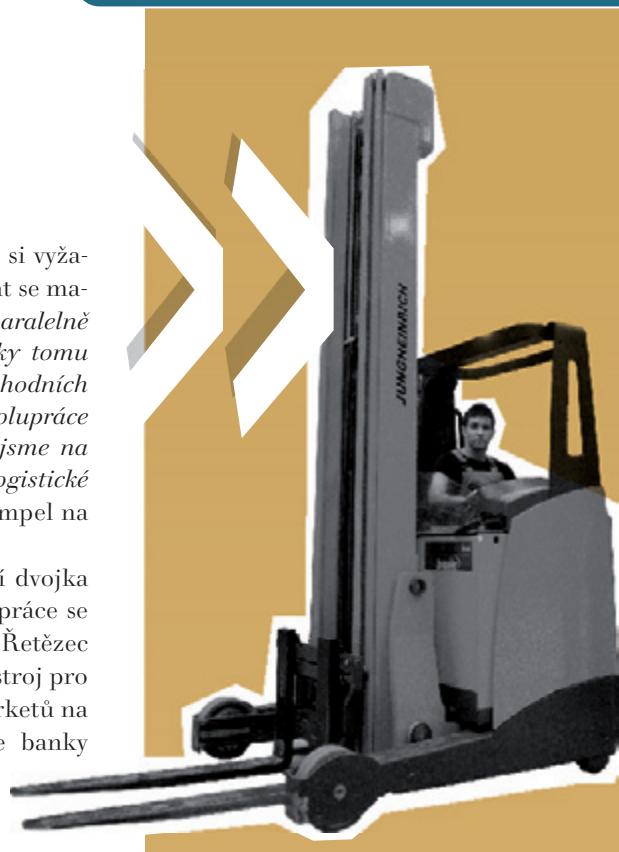 si vyža-
t se ma-
aralelně
ky tomu
hodních
olupráce
jsme na
ogistické
mpel na
í dvojka
práce se
Řetězec
stroj pro
rketů na
e banky
JUNGHEINRICH